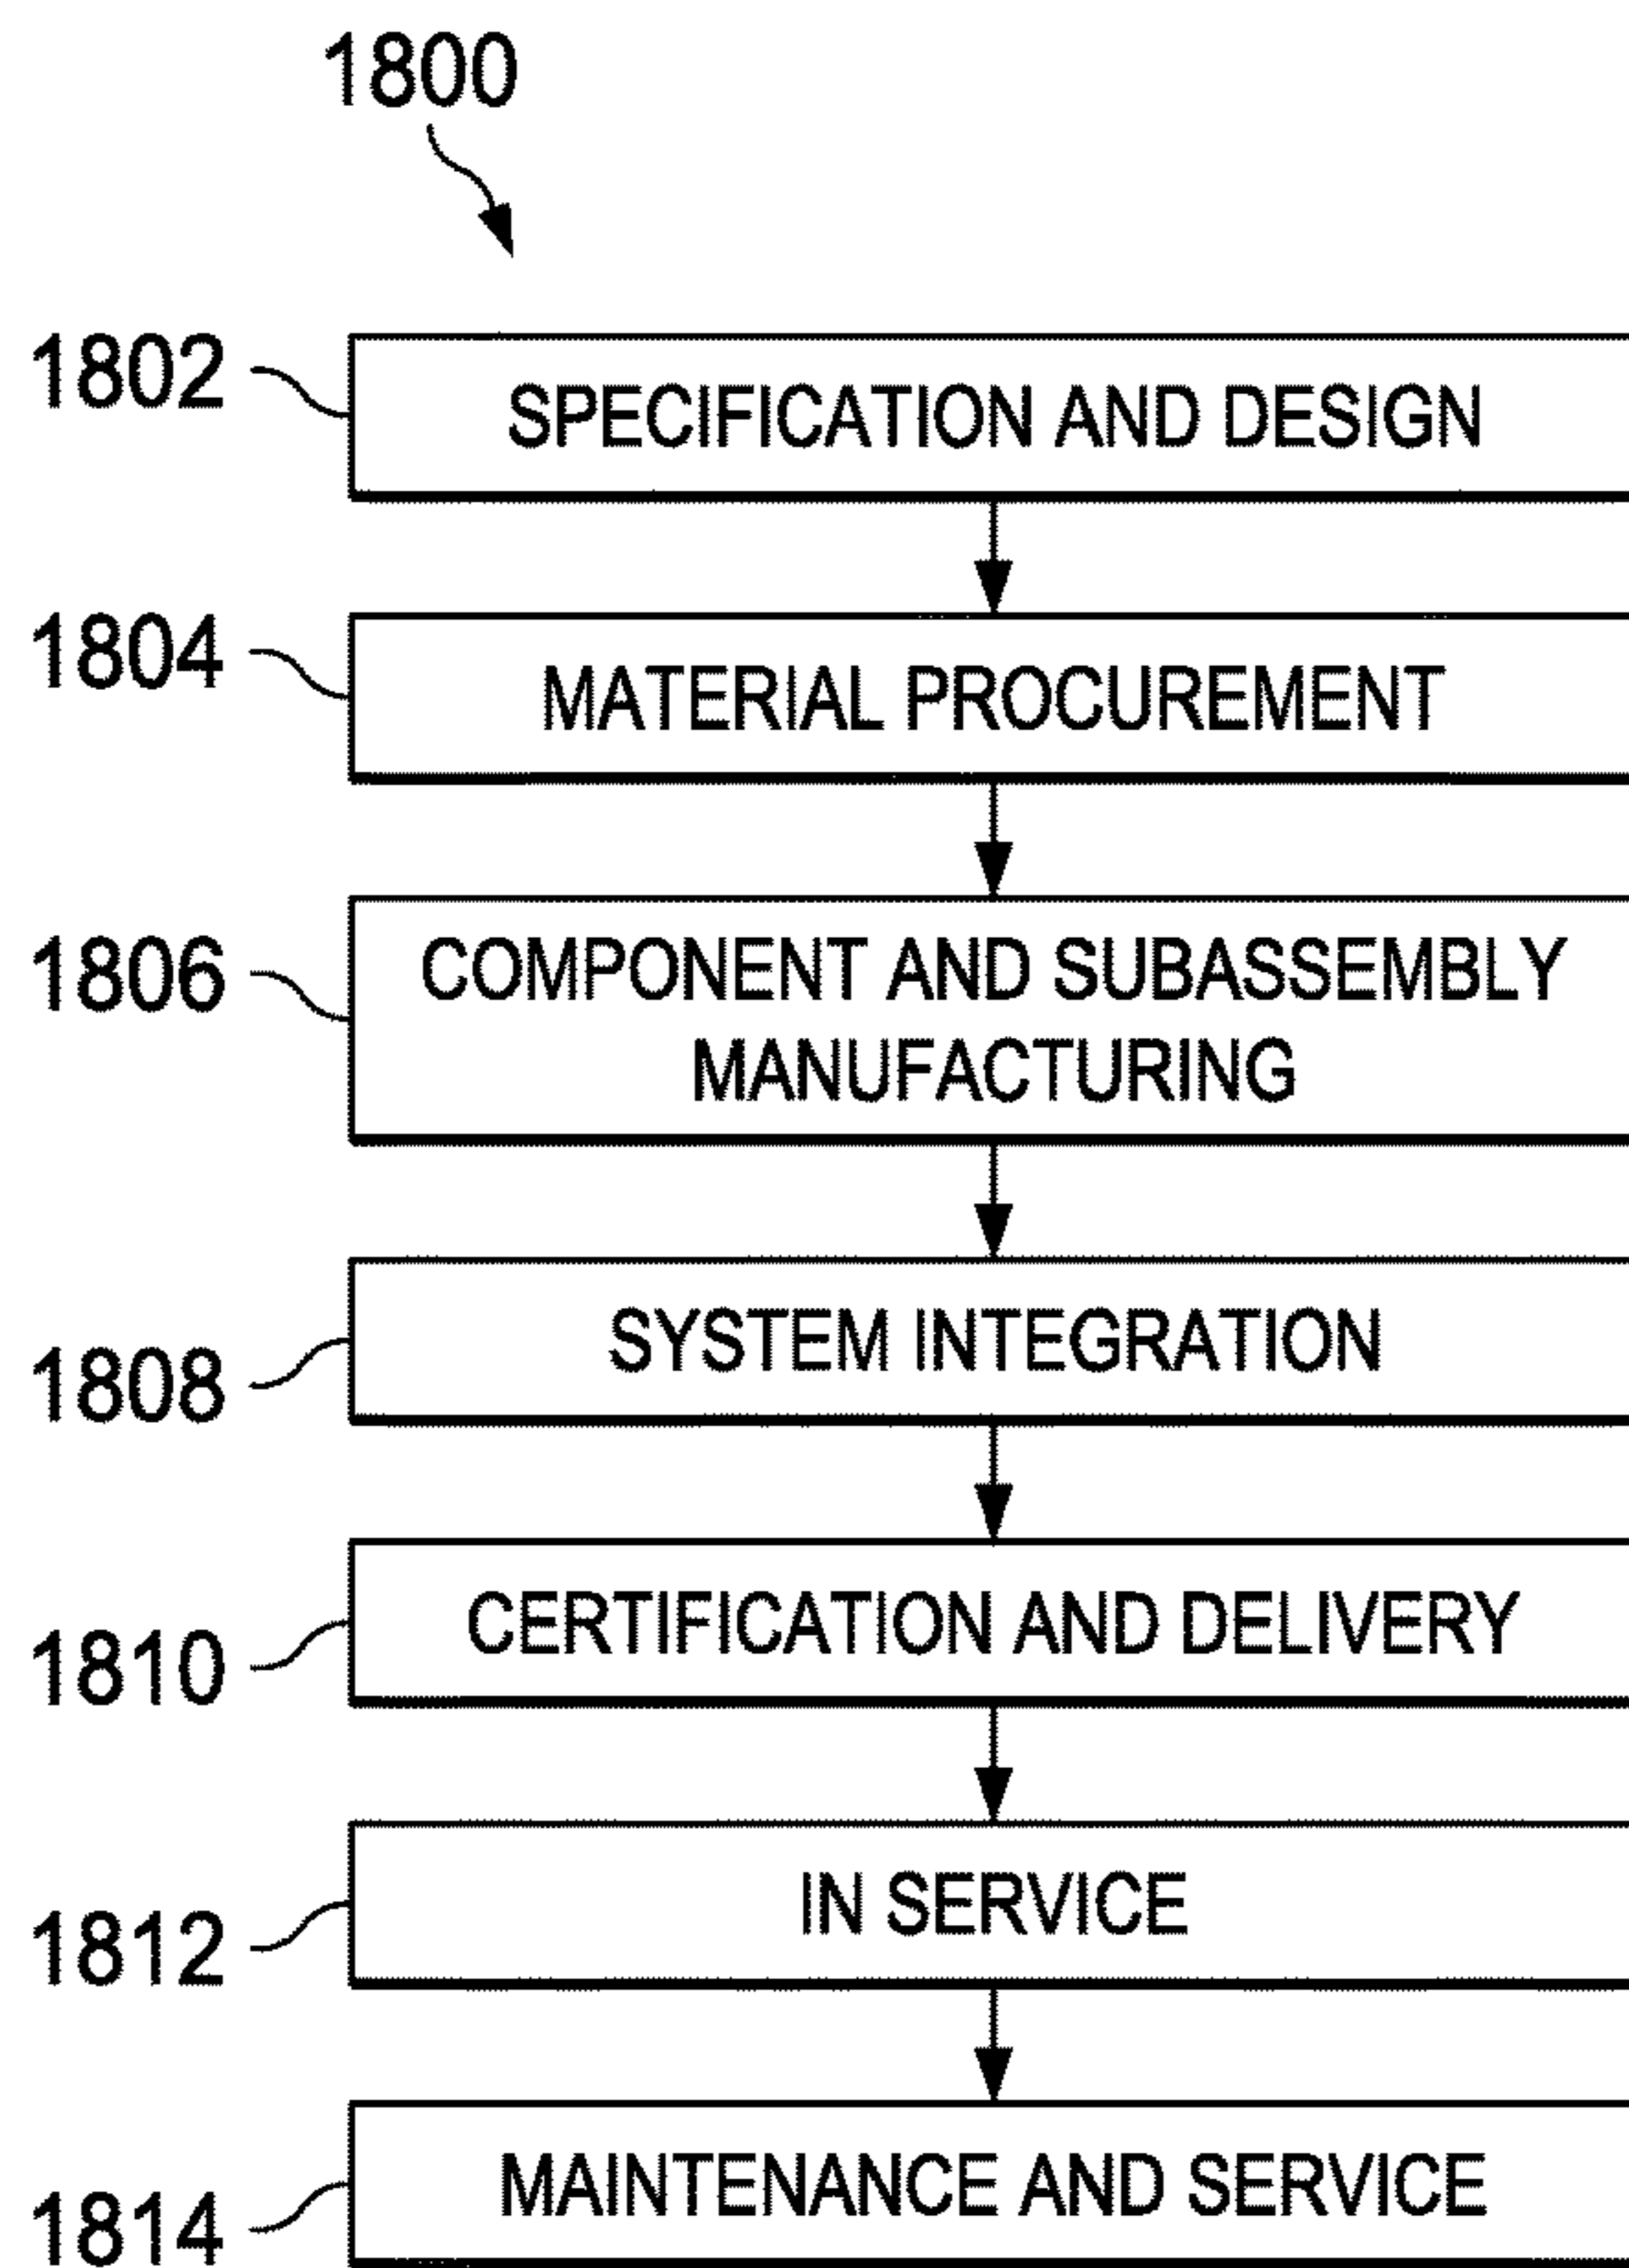 1800
1802 SPECIFICATION AND DESIGN
1804 MATERIAL PROCUREMENT
1806 COMPONENT AND SUBASSEMBLY
MANUFACTURING
1808 SYSTEM INTEGRATION
1810 CERTIFICATION AND DELIVERY
1812 IN SERVICE
1814 MAINTENANCE AND SERVICE